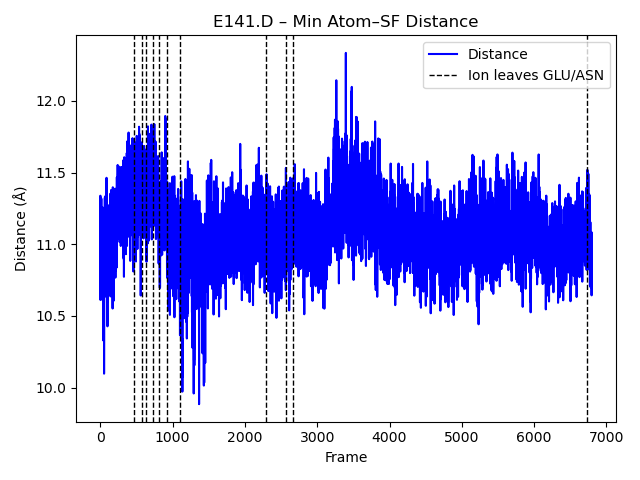 E141.D – Min Atom–SF Distance
Distance
Ion leaves GLU/ASN
Distance (Å)
12.0
11.5
11.0
10.5
10.0
0 1000 2000 3000 4000 5000 6000 7000
Frame